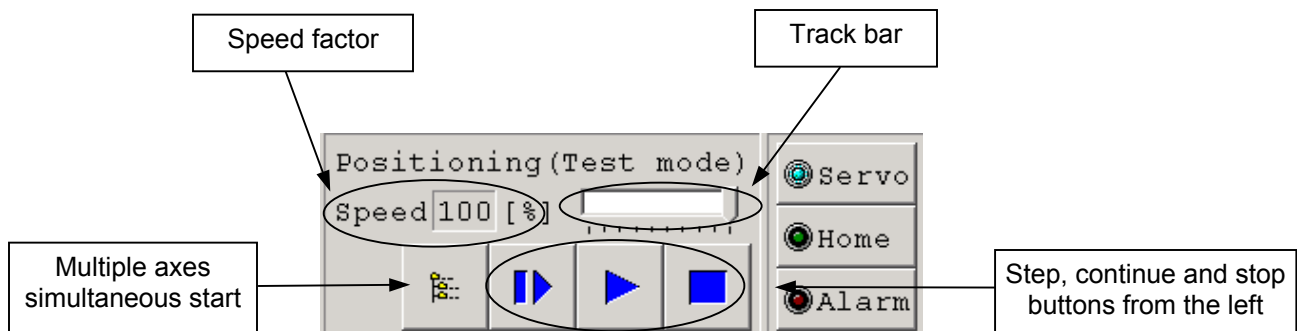 Speed factor
Track bar
Positioning(Test mode)
Speed 100 [%]
Servo
Home
Alarm
Multiple axes
simultaneous start
Step, continue and stop
buttons from the left